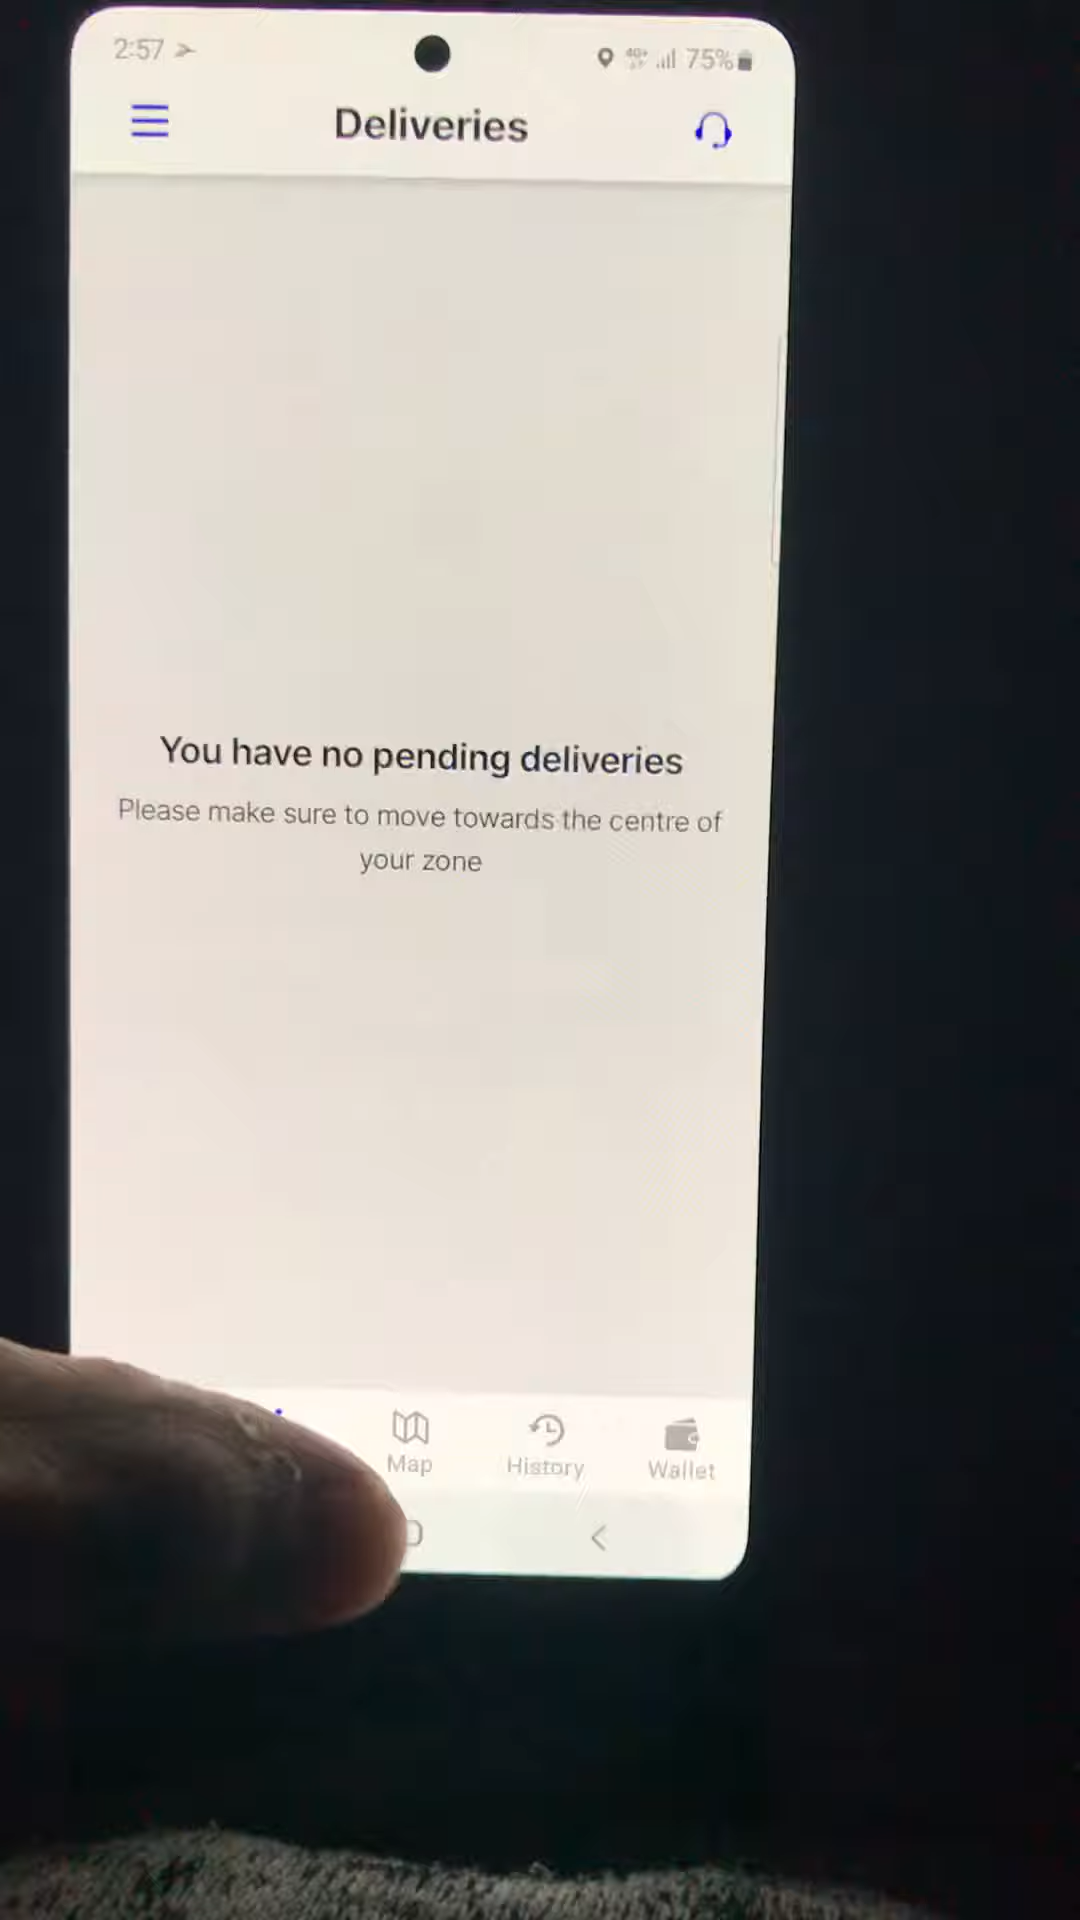 2:57
4G+ 75%
Deliveries
You have no pending deliveries
Please make sure to move towards the centre of
your zone
Map History Wallet